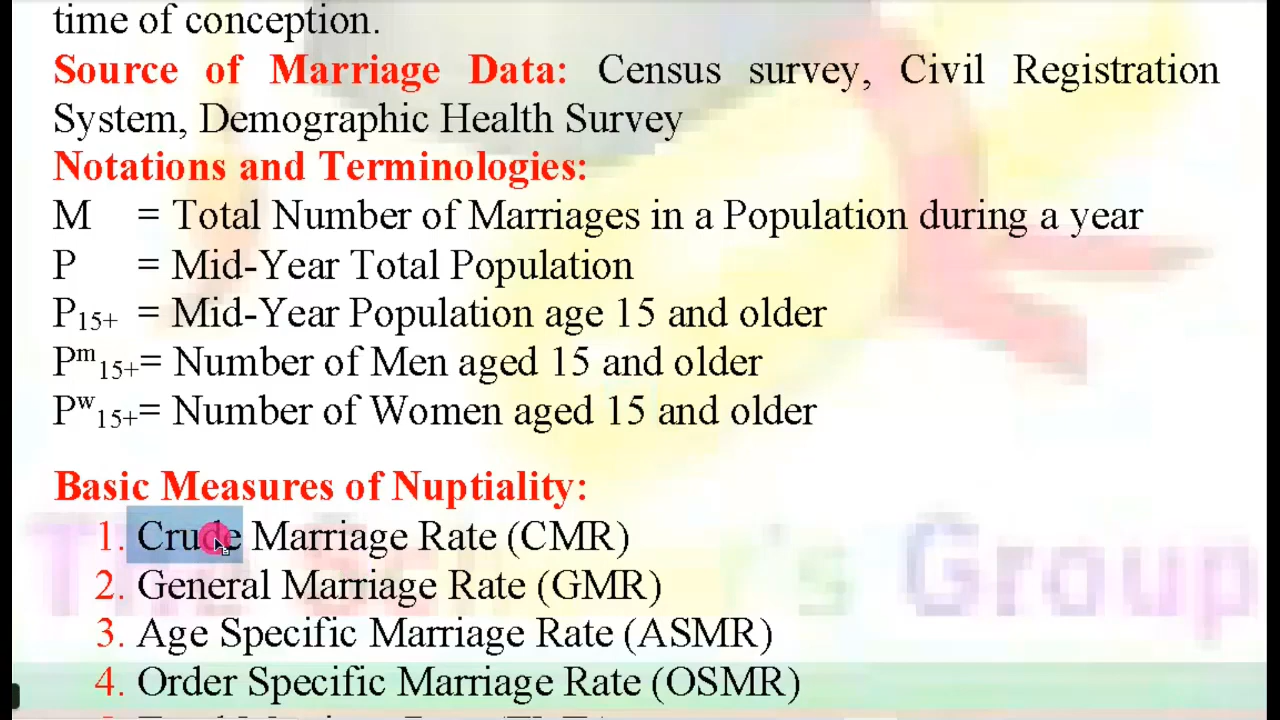 time of conception.
Source of Marriage Data: Census survey, Civil Registration
System, Demographic Health Survey
Notations and Terminologies:
M = Total Number of Marriages in a Population during a year
P = Mid-Year Total Population
P15+ = Mid-Year Population age 15 and older
Pm15+= Number of Men aged 15 and older
Pw15+= Number of Women aged 15 and older
Basic Measures of Nuptiality:
1. Crude Marriage Rate (CMR)
2. General Marriage Rate (GMR)
3. Age Specific Marriage Rate (ASMR)
4. Order Specific Marriage Rate (OSMR)